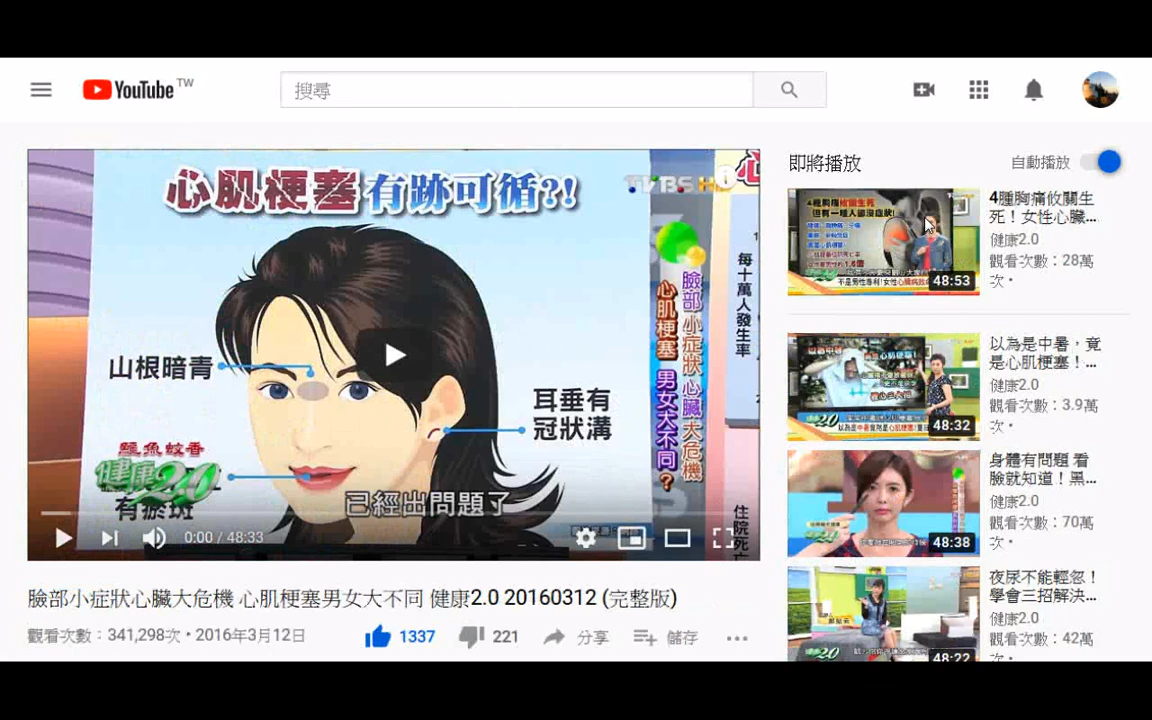 YouTube TW
搜尋
心肌梗塞有跡可循?!
TVBS H
山根暗青
耳垂有
冠狀溝
鱷魚蚊香
健康2.0
有瘀斑
已經出問題了
臉部小症狀心臟大危機
心肌梗塞 男女大不同?
每十萬人發生率
住院死亡
0:00 / 48:33
臉部小症狀心臟大危機 心肌梗塞男女大不同 健康2.0 20160312 (完整版)
觀看次數:341,298次 • 2016年3月12日
1337
221
分享
儲存
即將播放
自動播放
48:53
4種胸痛攸關生
死!女性心臟...
健康2.0
觀看次數:28萬
次 •
48:32
以為是中暑,竟
是心肌梗塞!...
健康2.0
觀看次數:3.9萬
次 •
48:38
身體有問題 看
臉就知道!黑...
健康2.0
觀看次數:70萬
次 •
48:22
夜尿不能輕忽!
學會三招解決...
健康2.0
觀看次數:42萬
次 •